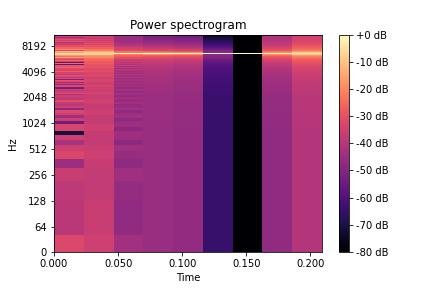 Power spectrogram
8192
4096
2048
1024
512
256
128
64
0
Hz
0.000 0.050 0.100 0.150 0.200
Time
+0 dB
-10 dB
-20 dB
-30 dB
-40 dB
-50 dB
-60 dB
-70 dB
-80 dB